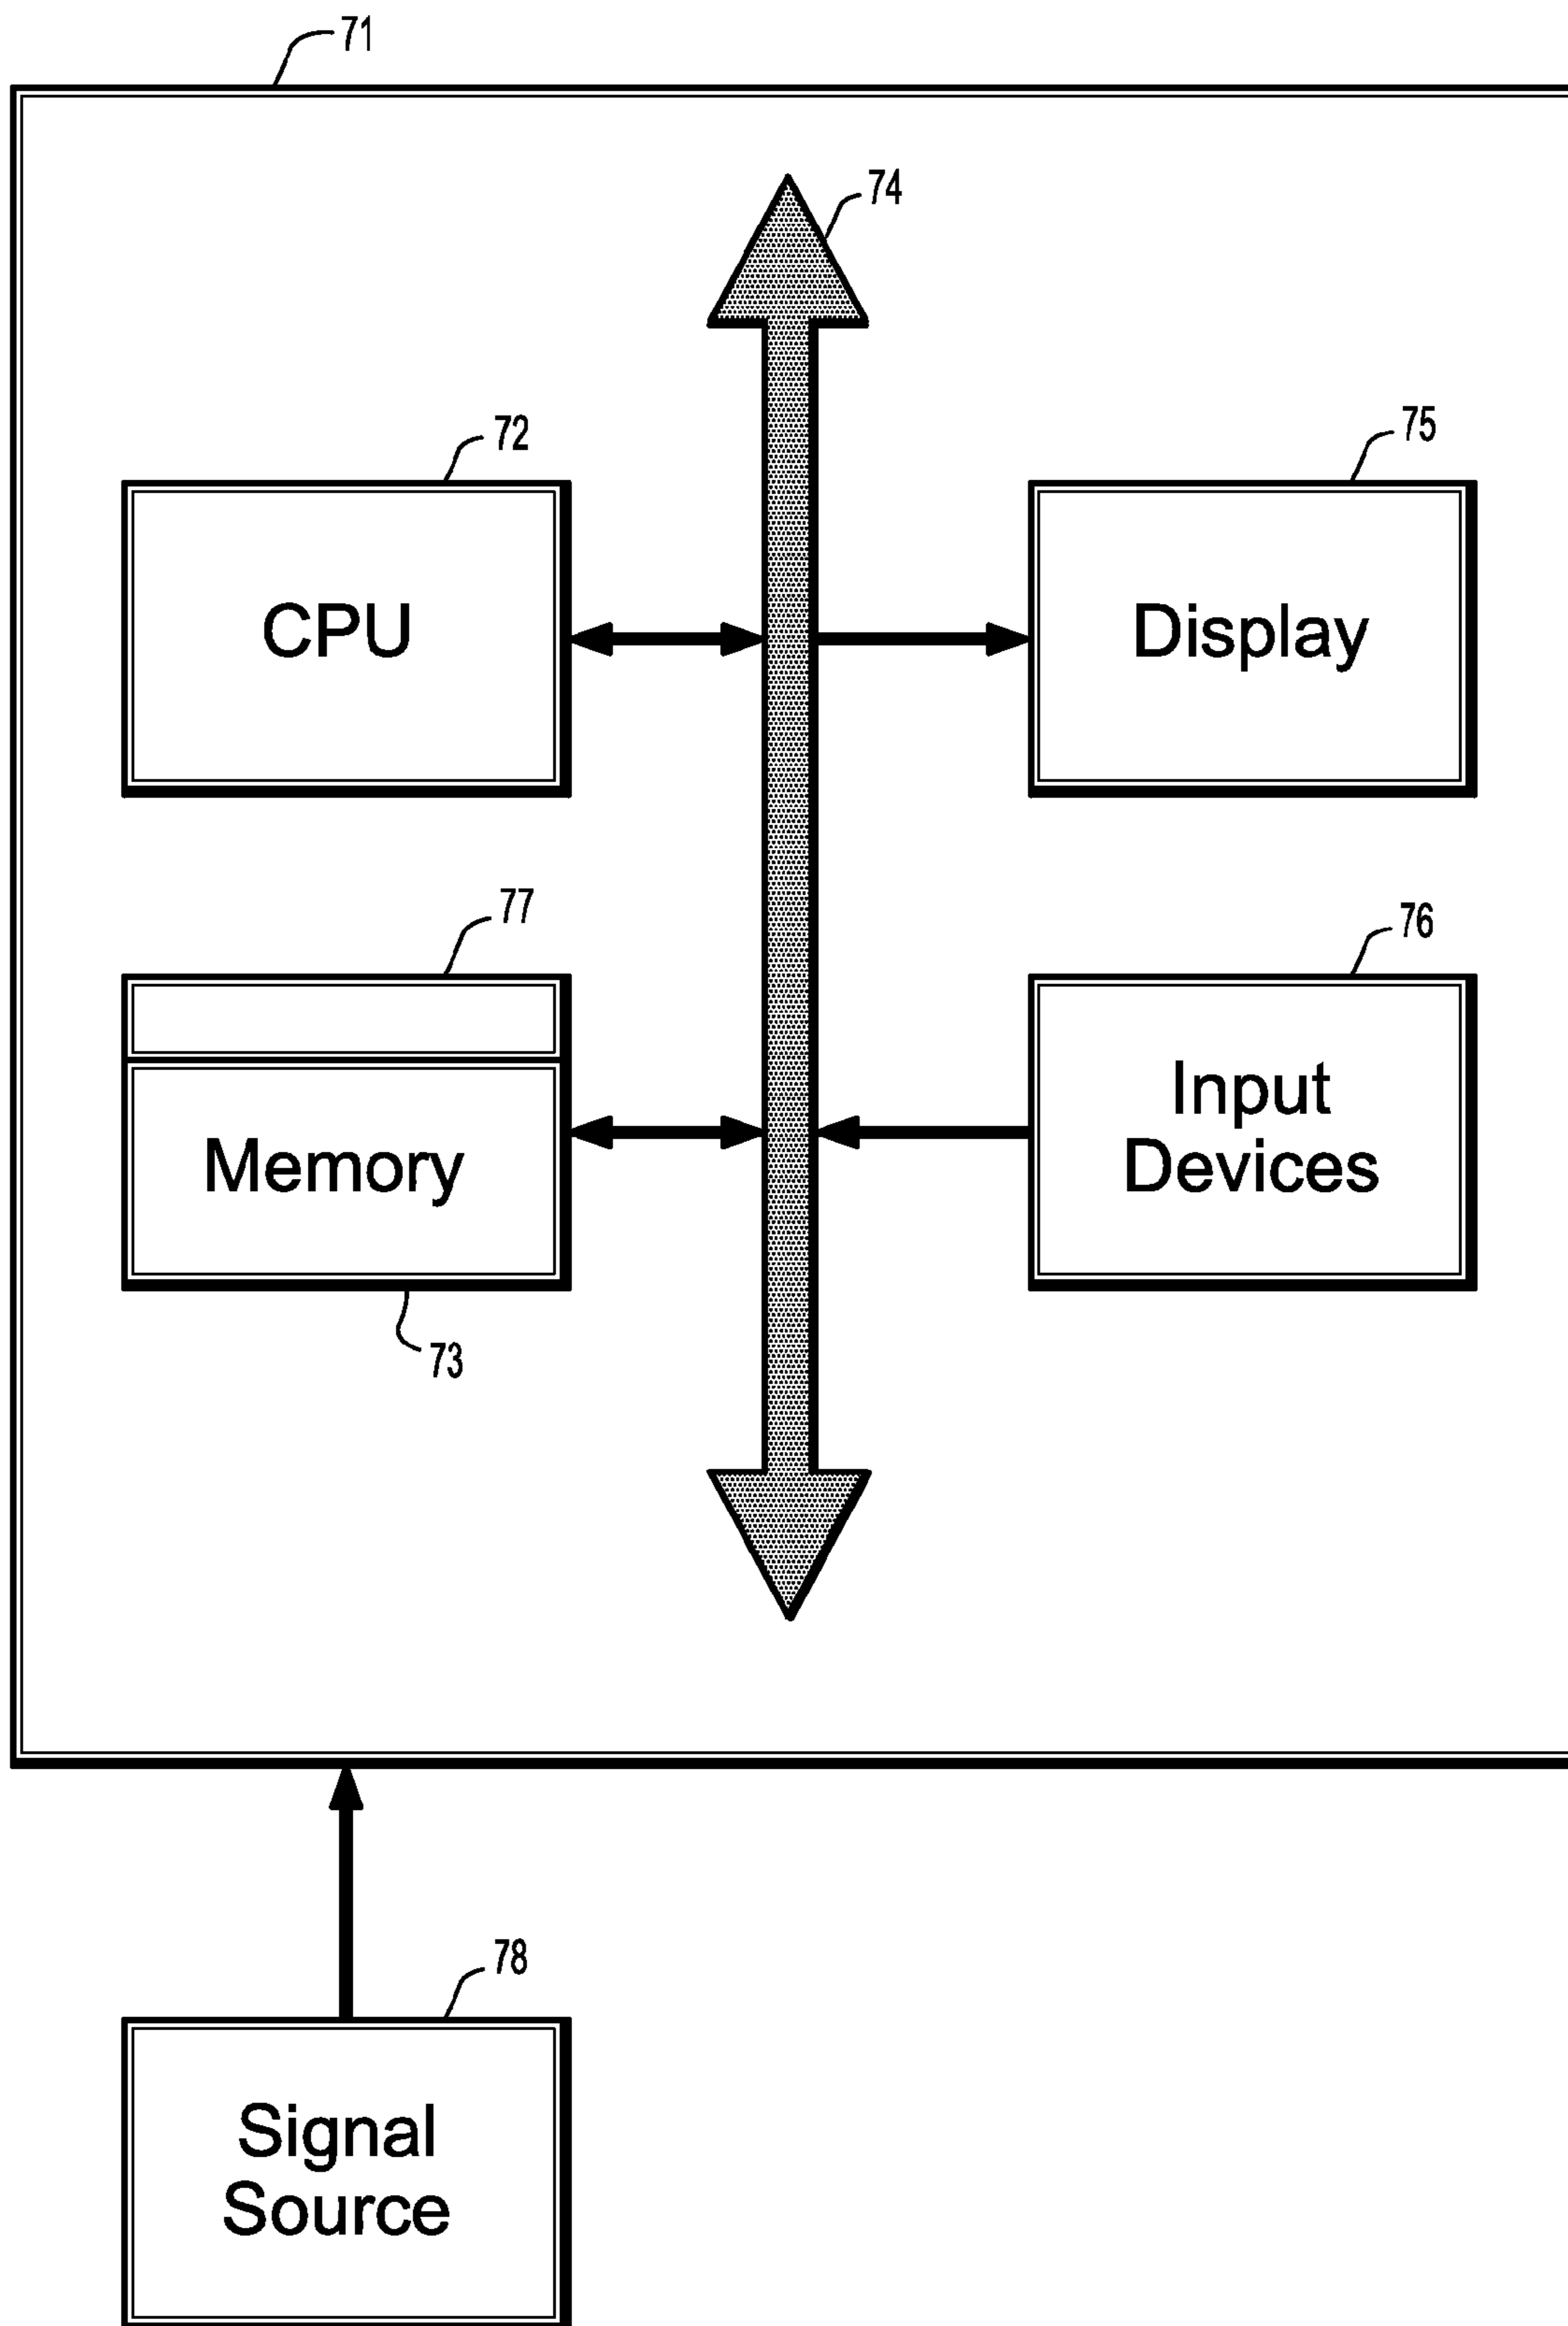 71
74
72
CPU
75
Display
77
Memory
73
76
Input
Devices
78
Signal
Source